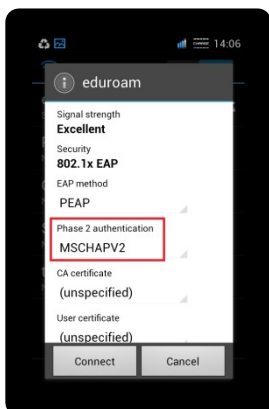 14:06
eduroam
Signal strength
Excellent
Security
802.1x EAP
EAP method
PEAP
Phase 2 authentication
MSCHAPV2
CA certificate
(unspecified)
User certificate
(unspecified)
Connect Cancel